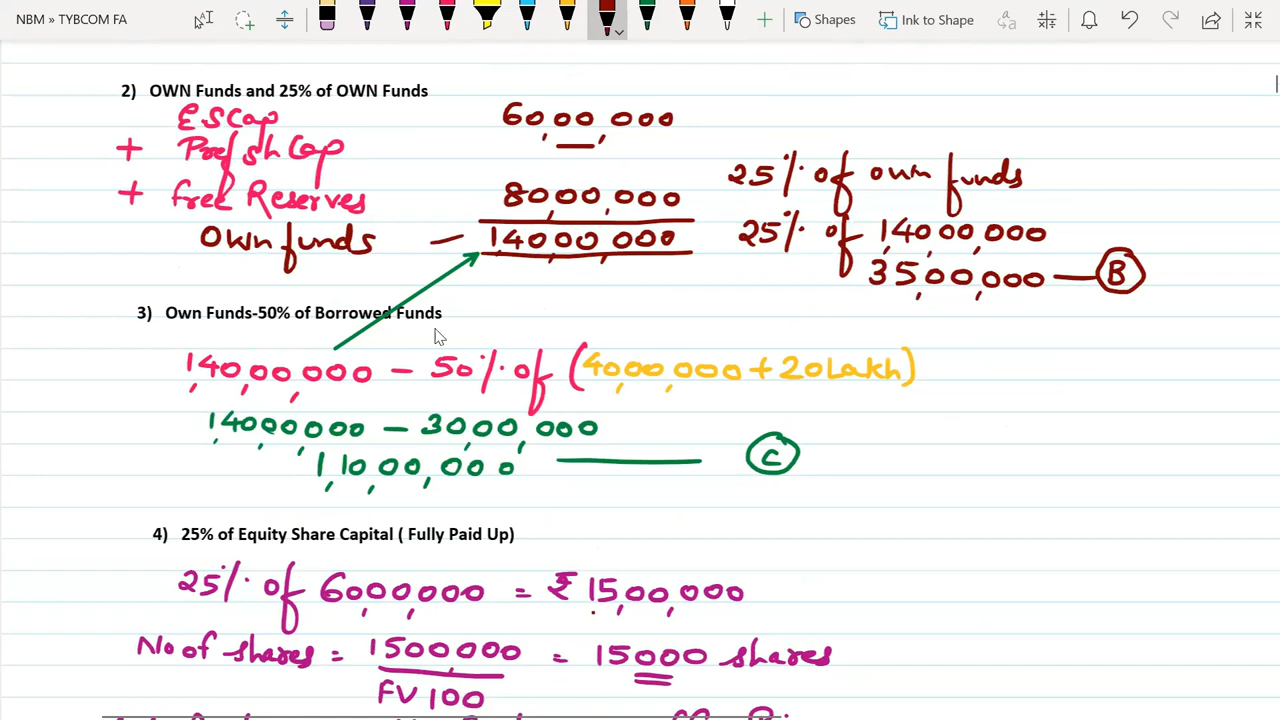 NBM » TYBCOM FA
Shapes
Ink to Shape
2) OWN Funds and 25% of OWN Funds
ES Cap 60,00,000
+ Pref sh Cap —
+ free Reserves 80,00,000
Own funds — 1,40,00,000
25% of own funds
25% of 1,40,00,000
35,00,000 — B
3) Own Funds-50% of Borrowed Funds
1,40,00,000 - 50% of (40,00,000 + 20 Lakh)
1,40,00,000 - 30,00,000
1,10,00,000 — C
4) 25% of Equity Share Capital ( Fully Paid Up)
25% of 60,00,000 = ₹ 15,00,000
No of shares = 1500,000 = 15000 shares
FV 100